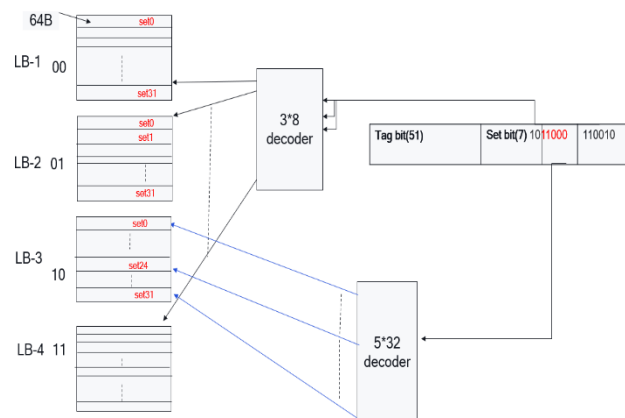 64B
set0
LB-1 00
set31
set0
set1
LB-2 01
set31
3*8
decoder
Tag bit(51)
Set bit(7) 1011000
110010
set0
LB-3
set24
10
set31
5*32
decoder
LB-4 11